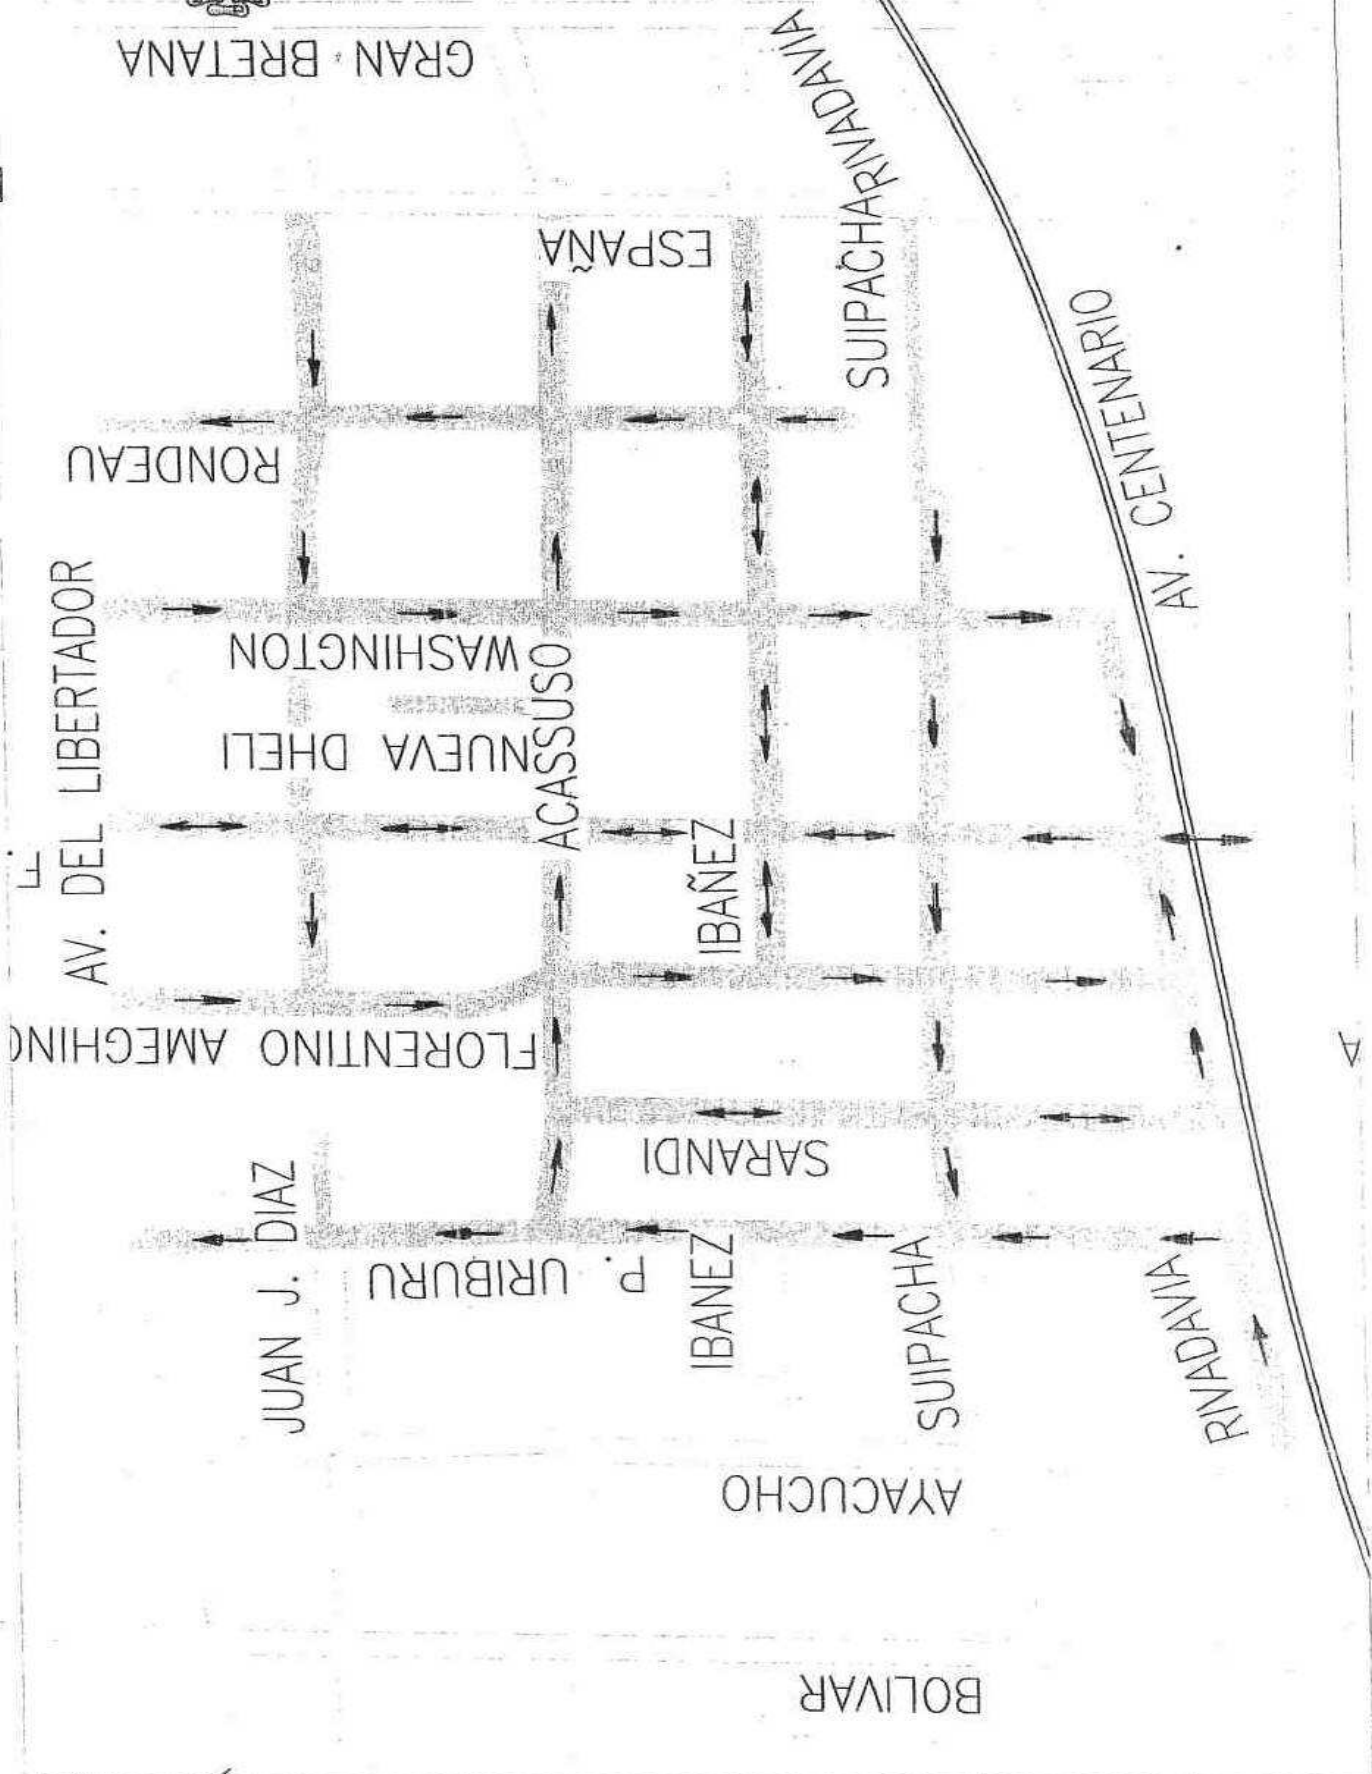 GRAN BRETANA
RIVADAVIA
RIVADAVIA
SUIPACHA
ESPAÑA
RONDEAU
AV. CENTENARIO
AV. DEL LIBERTADOR
WASHINGTON
NUEVA DHELI
ACASSUSO
IBAÑEZ
F
FLORENTINO AMEGHINO
A
SARANDI
JUAN J. DIAZ
P. URIBURU
IBANEZ
SUIPACHA
RIVADAVIA
AYACUCHO
BOLIVAR